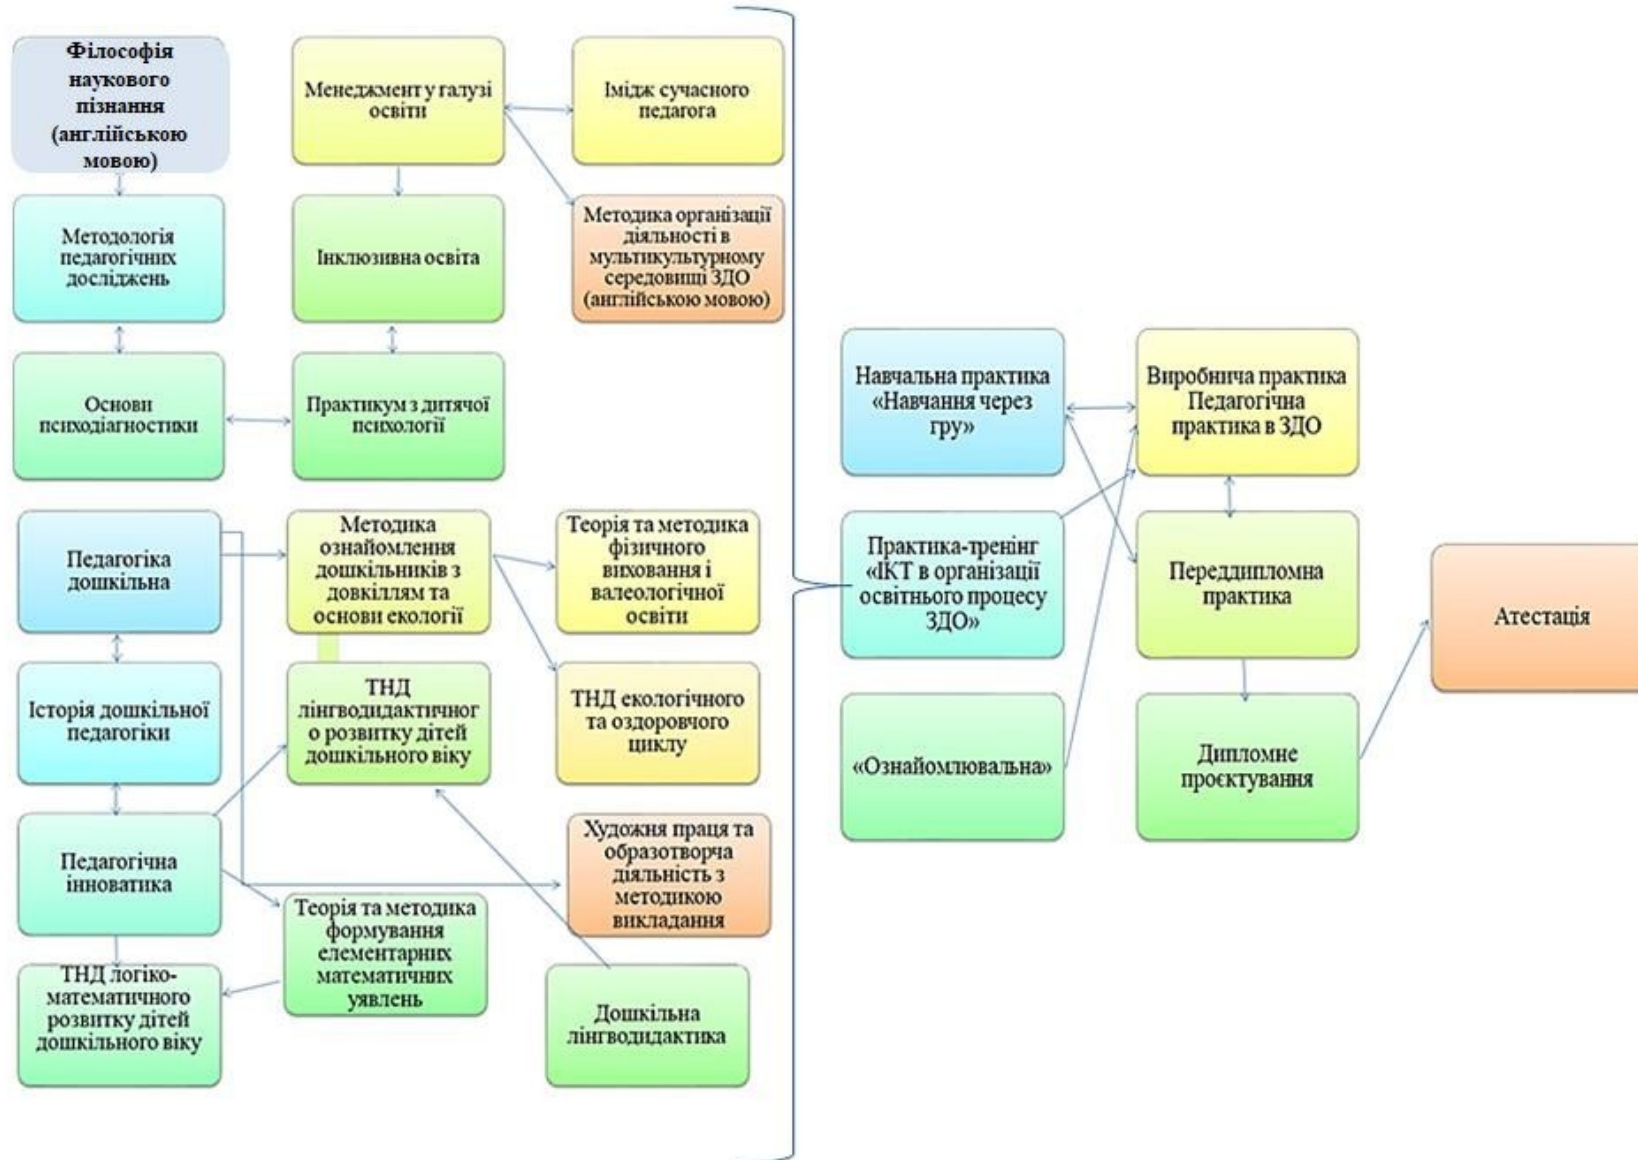 Філософія
наукового
пізнання
(англійською
мовою)
Менеджмент у галузі
освіти
Імідж сучасного
педагога
Методологія
педагогічних
досліджень
Інклюзивна освіта
Методика організації
діяльності в
мультикультурному
середовищі ЗДО
(англійською мовою)
Основи
психодіагностики
Практикум з дитячої
психології
Педагогіка
дошкільна
Методика
ознайомлення
дошкільників з
довкіллям та
основи екології
Теорія та методика
фізичного
виховання і
валеологічної
освіти
Історія дошкільної
педагогіки
ТНД
лінгводидактичног
о розвитку дітей
дошкільного віку
ТНД екологічного
та оздоровчого
циклу
Педагогічна
інноватика
Художня праця та
образотворча
діяльність з
методикою
викладання
Теорія та методика
формування
елементарних
математичних
уявлень
ТНД логіко-
математичного
розвитку дітей
дошкільного віку
Дошкільна
лінгводидактика
Навчальна практика
«Навчання через
гру»
Виробнича практика
Педагогічна
практика в ЗДО
Практика-тренінг
«ІКТ в організації
освітнього процесу
ЗДО»
Переддипломна
практика
«Ознайомлювальна»
Дипломне
проєктування
Атестація